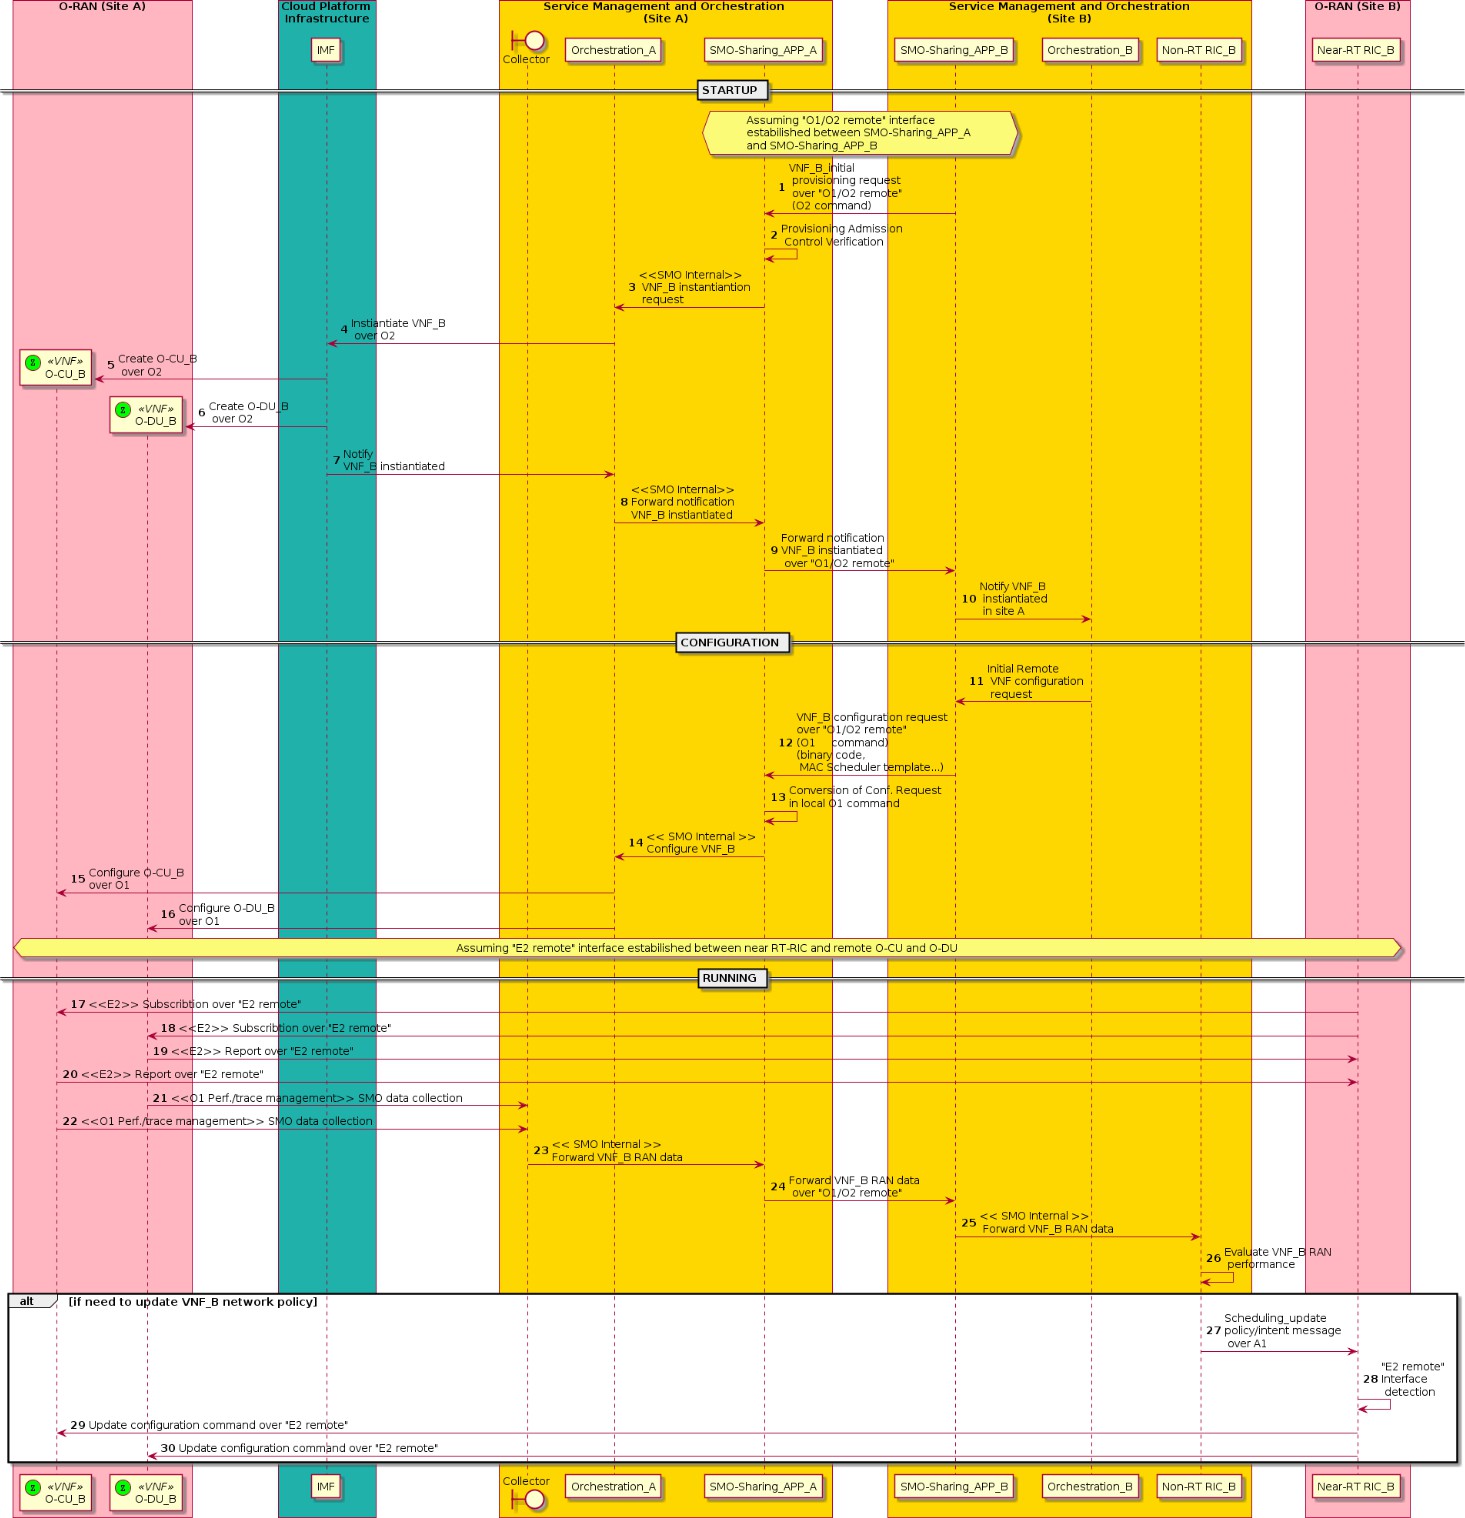 O-RAN (Site A)
Cloud Platform
Infrastructure
Service Management and Orchestration
(Site A)
Service Management and Orchestration
(Site B)
O-RAN (Site B)
IMF
Collector
Orchestration_A
SMO-Sharing_APP_A
SMO-Sharing_APP_B
Orchestration_B
Non-RT RIC_B
Near-RT RIC_B
STARTUP
Assuming "O1/O2 remote" interface
estabilished between SMO-Sharing_APP_A
and SMO-Sharing_APP_B
VNF_B_initial
provisioning request
1 over "O1/O2 remote"
(O2 command)
2 Provisioning Admission
Control Verification
<<SMO Internal>>
3 VNF_B instantiantion
request
4 Instiantiate VNF_B
over O2
Z «VNF»
O-CU_B
5 Create O-CU_B
over O2
Z «VNF»
O-DU_B
6 Create O-DU_B
over O2
7 Notify
VNF_B instiantiated
<<SMO Internal>>
8 Forward notification
VNF_B instiantiated
Forward notification
9 VNF_B instiantiated
over "O1/O2 remote"
Notify VNF_B
10 instiantiated
in site A
CONFIGURATION
Initial Remote
11 VNF configuration
request
VNF_B configuration request
over "O1/O2 remote"
12 (O1 command)
(binary code,
MAC Scheduler template...)
13 Conversion of Conf. Request
in local O1 command
14 << SMO Internal >>
Configure VNF_B
15 Configure O-CU_B
over O1
16 Configure O-DU_B
over O1
Assuming "E2 remote" interface estabilished between near RT-RIC and remote O-CU and O-DU
RUNNING
17 <<E2>> Subscribtion over "E2 remote"
18 <<E2>> Subscribtion over "E2 remote"
19 <<E2>> Report over "E2 remote"
20 <<E2>> Report over "E2 remote"
21 <<O1 Perf./trace management>> SMO data collection
22 <<O1 Perf./trace management>> SMO data collection
23 << SMO Internal >>
Forward VNF_B RAN data
24 Forward VNF_B RAN data
over "O1/O2 remote"
25 << SMO Internal >>
Forward VNF_B RAN data
26 Evaluate VNF_B RAN
performance
alt [if need to update VNF_B network policy]
Scheduling_update
27 policy/intent message
over A1
"E2 remote"
28 Interface
detection
29 Update configuration command over "E2 remote"
30 Update configuration command over "E2 remote"
Z «VNF»
O-CU_B
Z «VNF»
O-DU_B
IMF
Collector
Orchestration_A
SMO-Sharing_APP_A
SMO-Sharing_APP_B
Orchestration_B
Non-RT RIC_B
Near-RT RIC_B